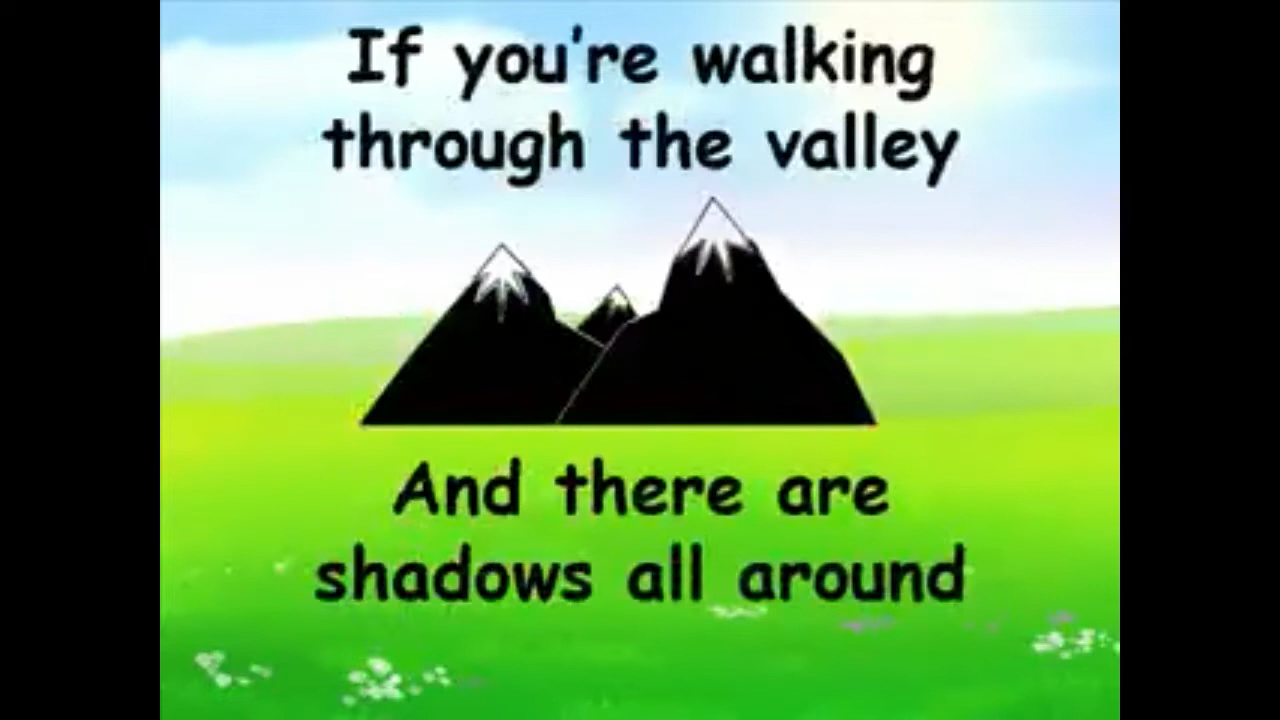 If you're walking
through the valley
And there are
shadows all around